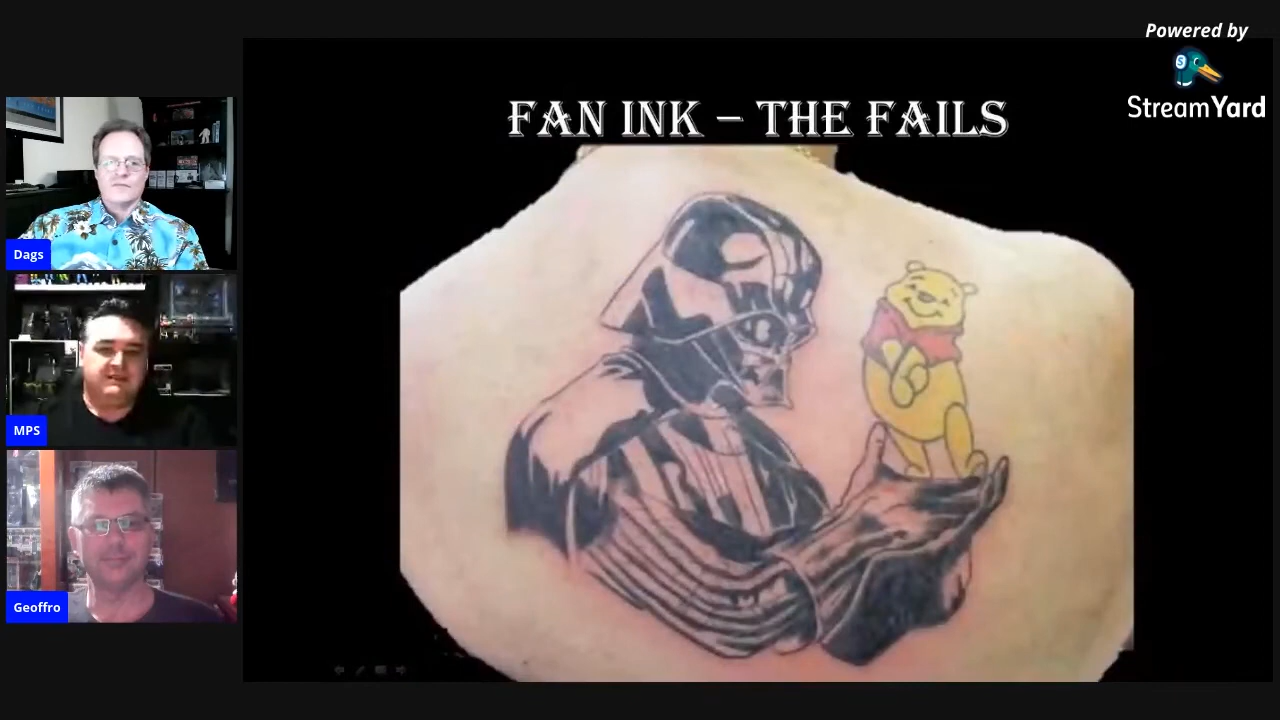 Powered by
StreamYard
FAN INK – THE FAILS
Dags
MPS
Geoffro